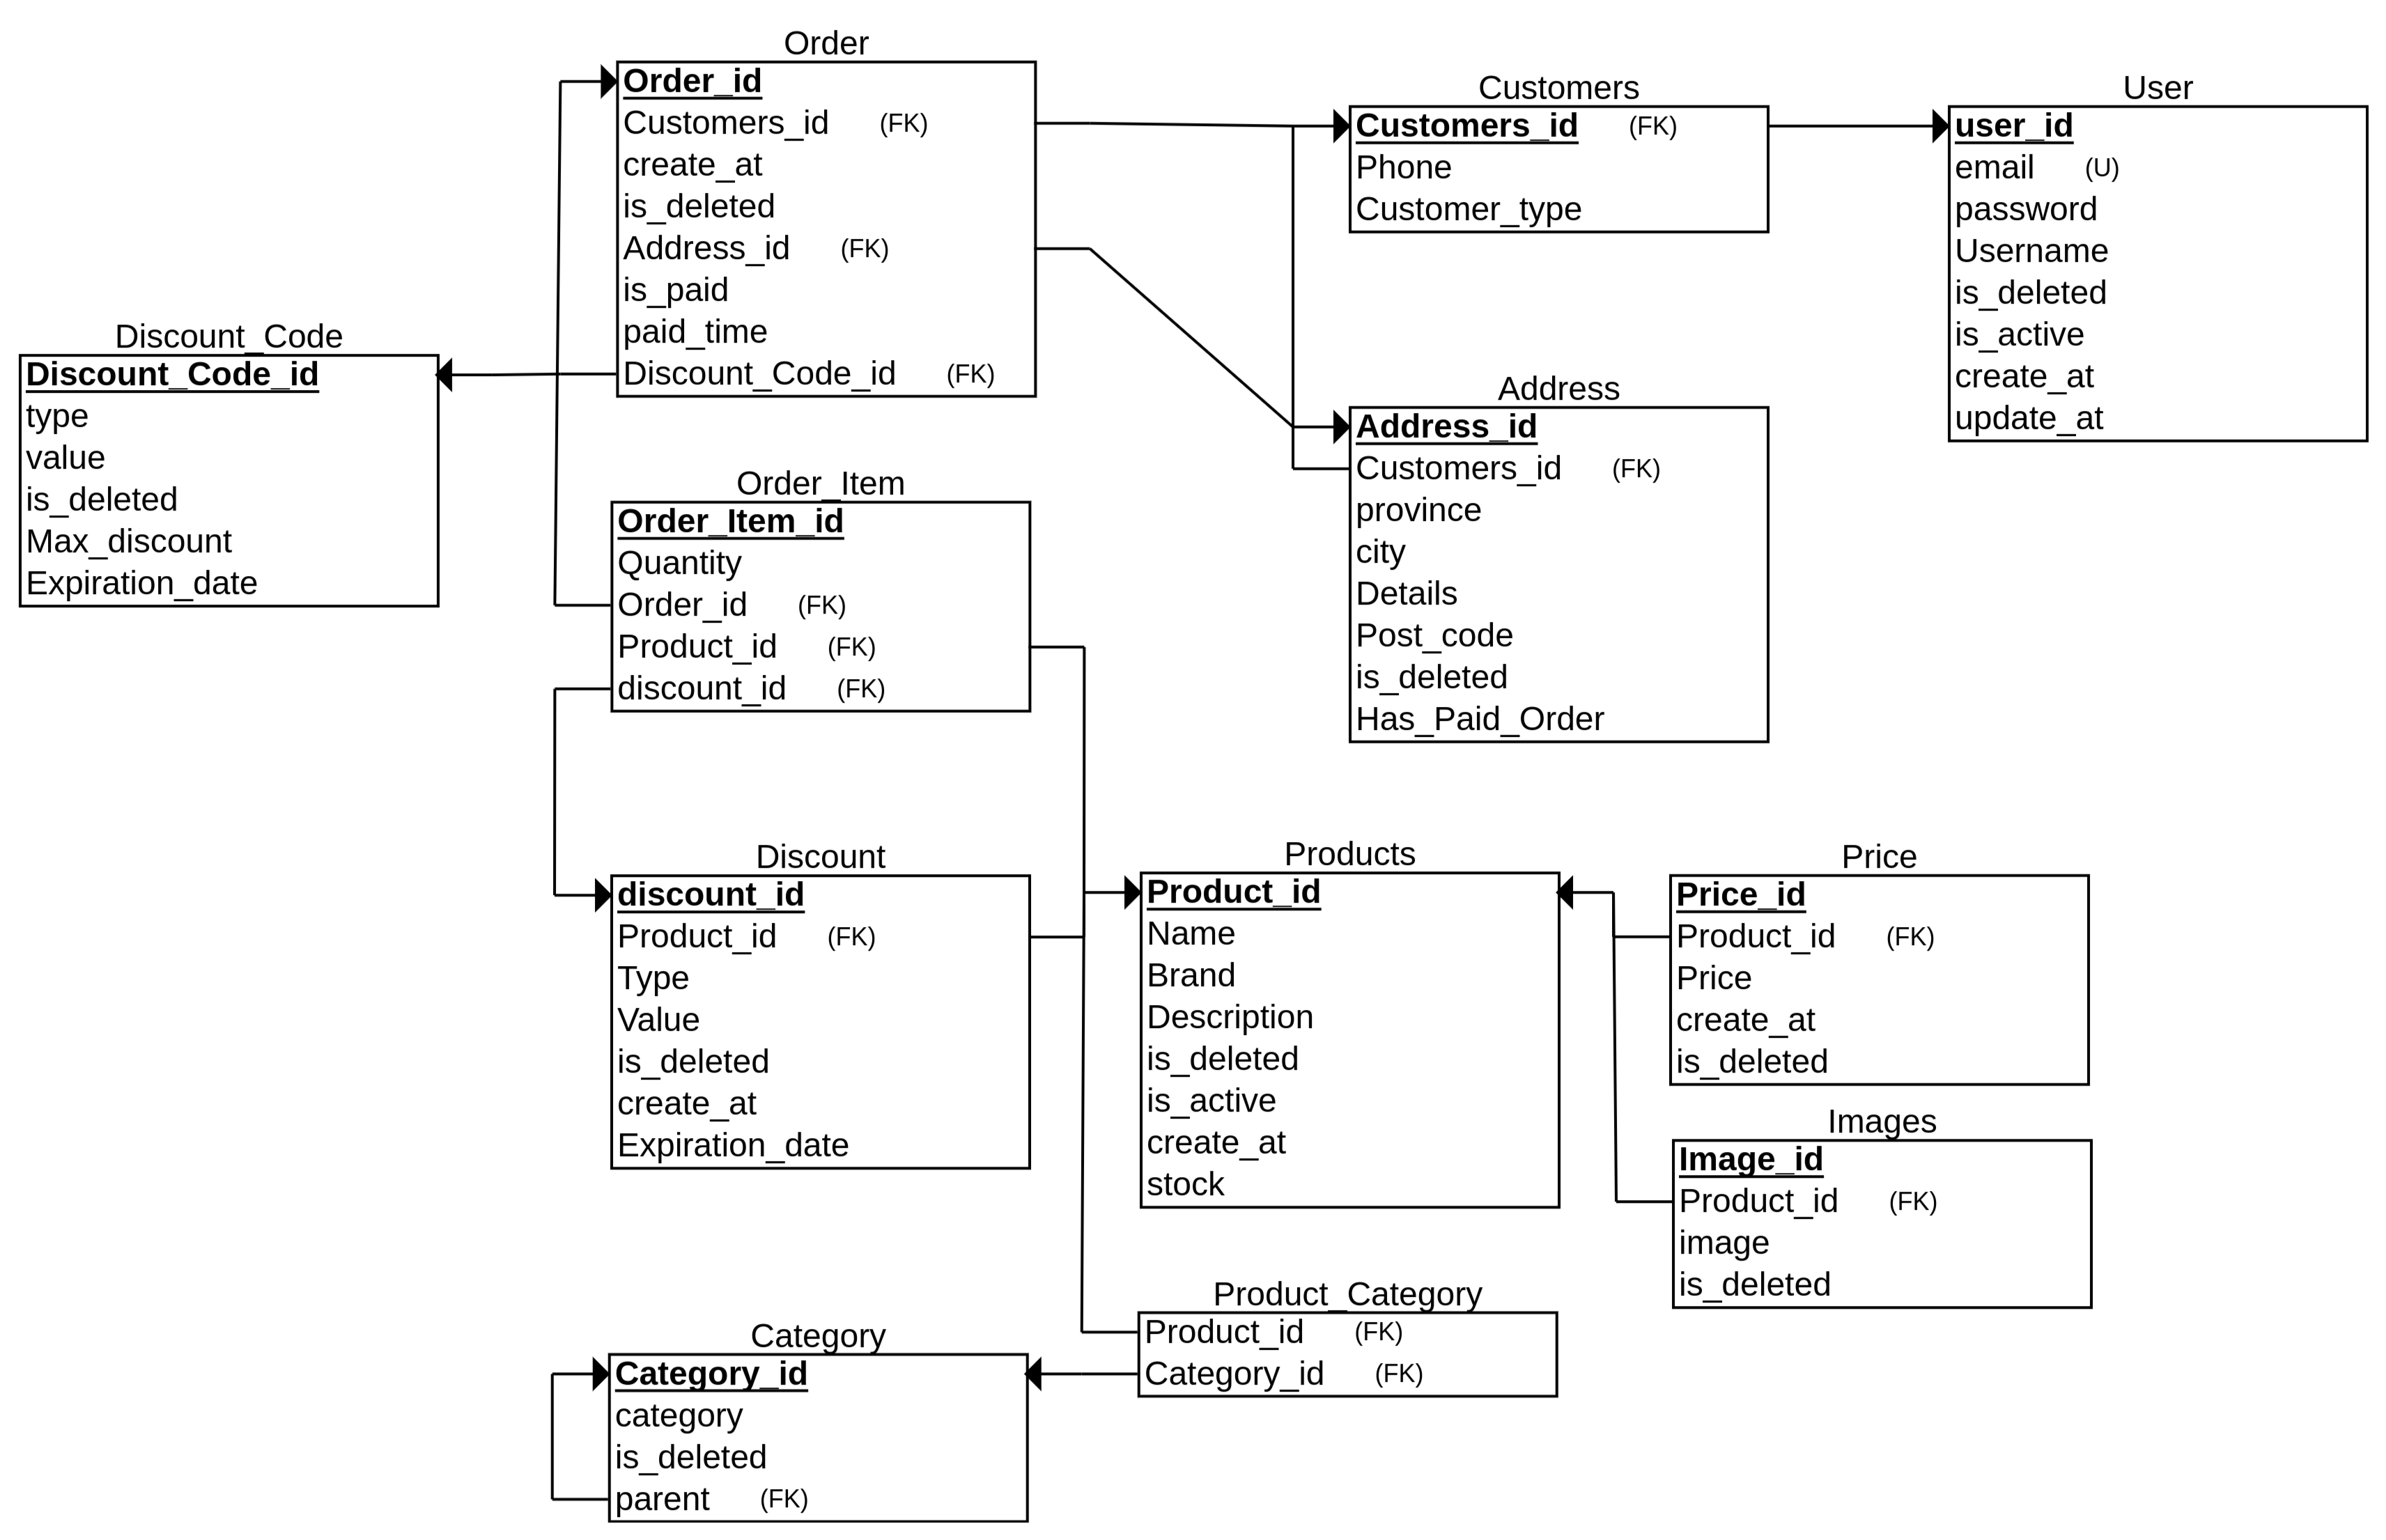 Order
Order_id
Customers_id (FK)
create_at
is_deleted
Address_id (FK)
is_paid
paid_time
Discount_Code_id (FK)
Customers
Customers_id (FK)
Phone
Customer_type
User
user_id
email (U)
password
Username
is_deleted
is_active
create_at
update_at
Discount_Code
Discount_Code_id
type
value
is_deleted
Max_discount
Expiration_date
Address
Address_id
Customers_id (FK)
province
city
Details
Post_code
is_deleted
Has_Paid_Order
Order_Item
Order_Item_id
Quantity
Order_id (FK)
Product_id (FK)
discount_id (FK)
Discount
discount_id
Product_id (FK)
Type
Value
is_deleted
create_at
Expiration_date
Products
Product_id
Name
Brand
Description
is_deleted
is_active
create_at
stock
Price
Price_id
Product_id (FK)
Price
create_at
is_deleted
Images
Image_id
Product_id (FK)
image
is_deleted
Product_Category
Product_id (FK)
Category_id (FK)
Category
Category_id
category
is_deleted
parent (FK)